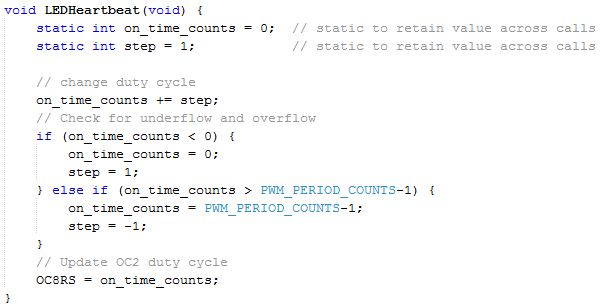 void LEDHeartbeat(void) {
    static int on_time_counts = 0;  // static to retain value across calls
    static int step = 1;            // static to retain value across calls

    // change duty cycle
    on_time_counts += step;
    // Check for underflow and overflow
    if (on_time_counts < 0) {
        on_time_counts = 0;
        step = 1;
    } else if (on_time_counts > PWM_PERIOD_COUNTS-1) {
        on_time_counts = PWM_PERIOD_COUNTS-1;
        step = -1;
    }
    // Update OC2 duty cycle
    OC8RS = on_time_counts;
}